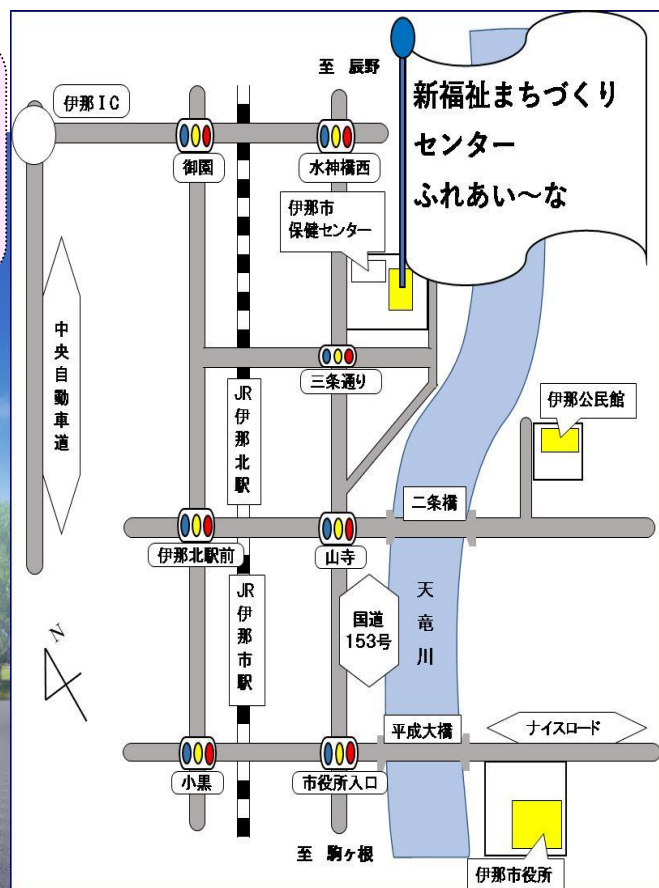 至 辰野
新福祉まちづくり
センター
ふれあい～な
伊那IC
御園
水神橋西
伊那市
保健センター
中央自動車道
三条通り
JR伊那北駅
伊那公民館
二条橋
伊那北駅前
山寺
JR伊那市駅
国道
153号
天竜川
N
平成大橋
ナイスロード
小黒
市役所入口
至 駒ヶ根
伊那市役所